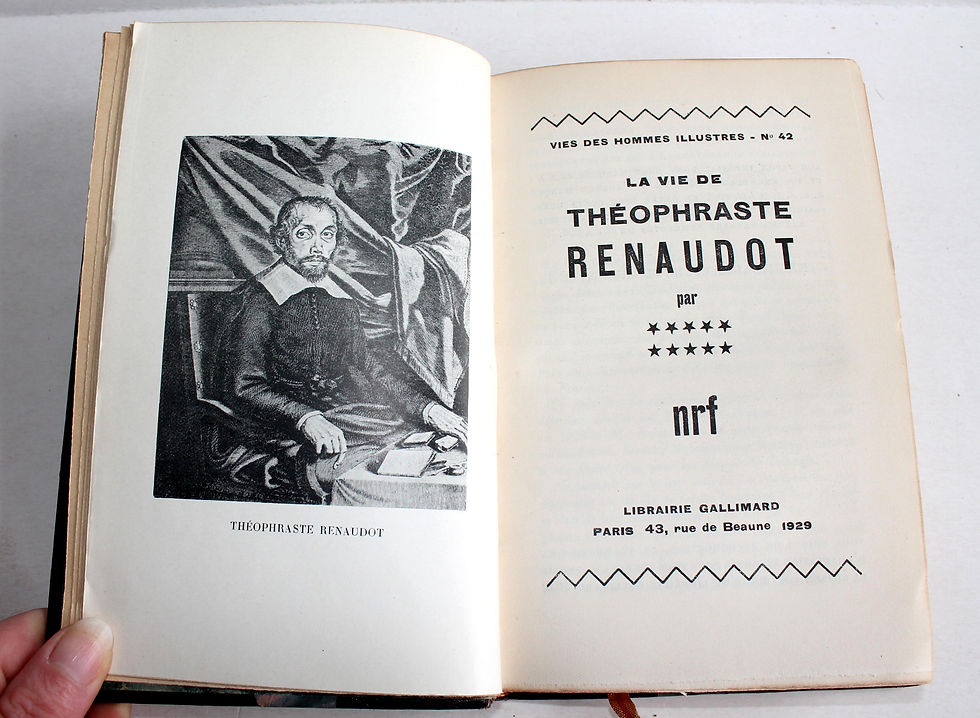 THÉOPHRASTE RENAUDOT
VIES DES HOMMES ILLUSTRES - Nº 42
LA VIE DE
THÉOPHRASTE
RENAUDOT
par
★★★★★
★★★★★
nrf
LIBRAIRIE GALLIMARD
PARIS 43, rue de Beaune 1929